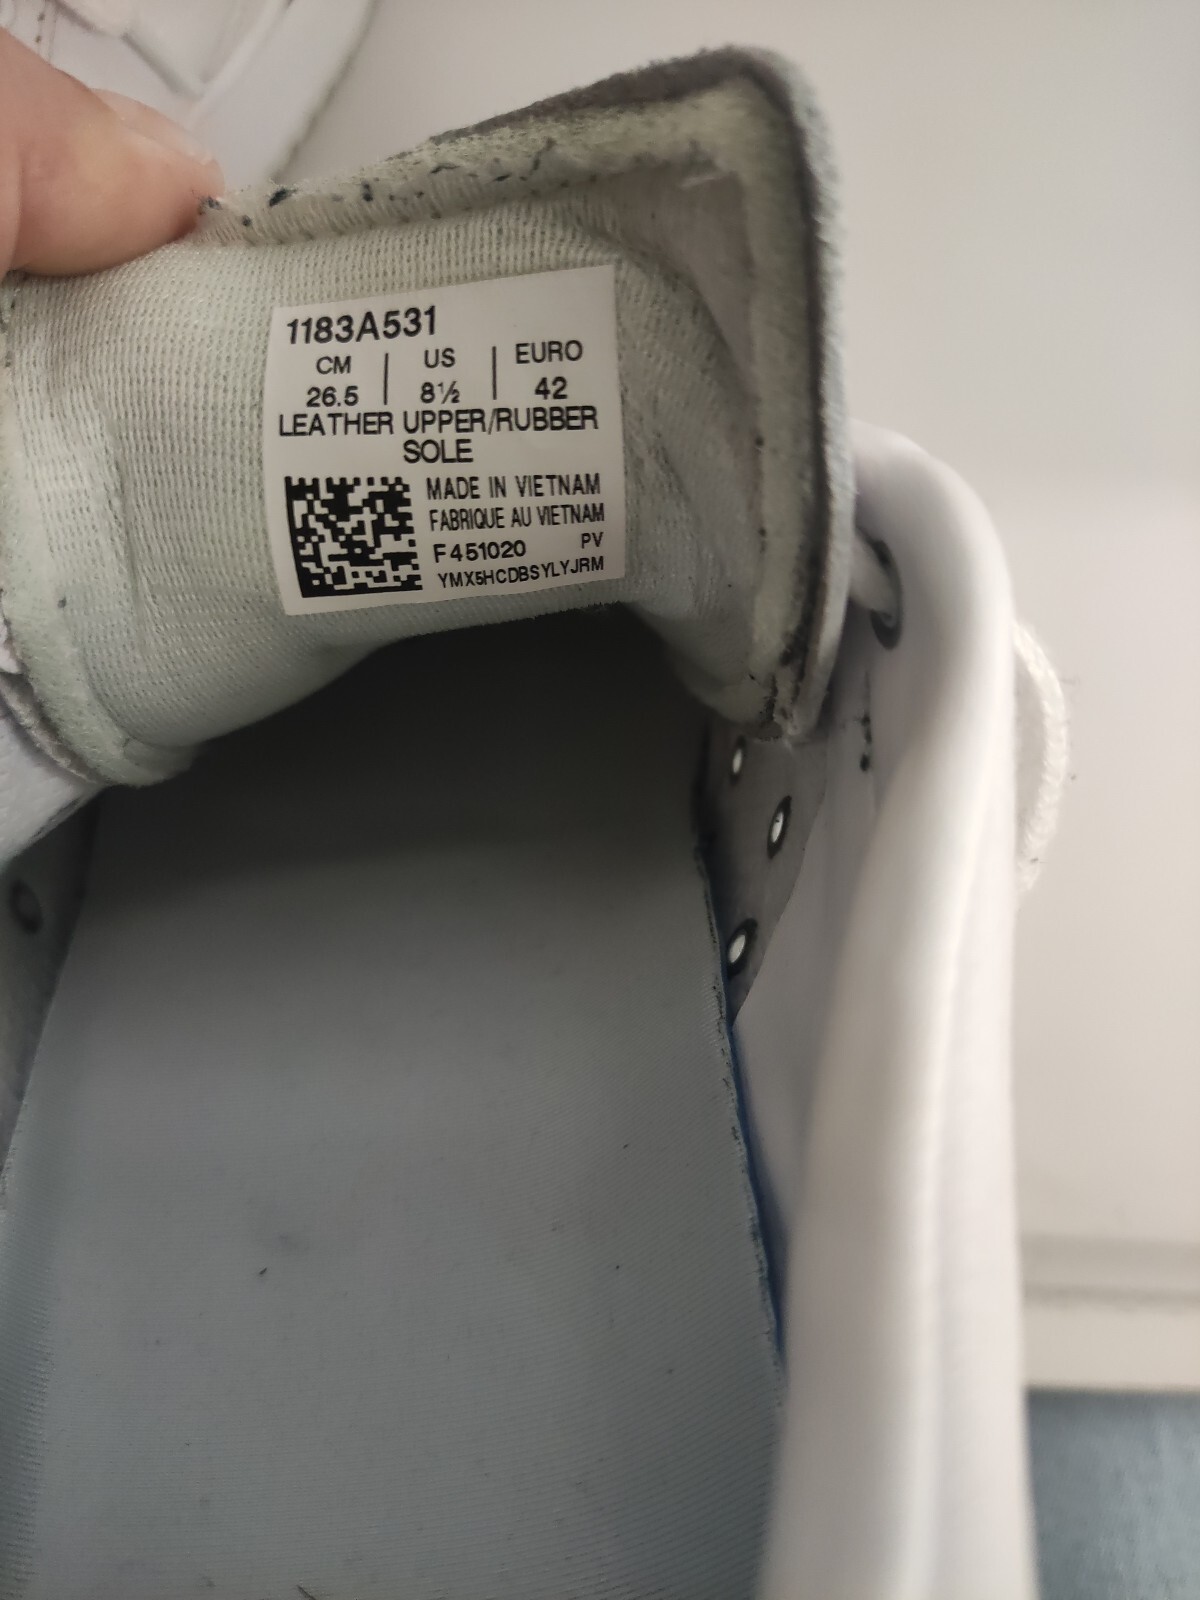 1183A531
CM | US | EURO
26.5 | 8½ | 42
LEATHER UPPER/RUBBER
SOLE
MADE IN VIETNAM
FABRIQUE AU VIETNAM
F451020 PV
YMX5HCDBSYLYJRM